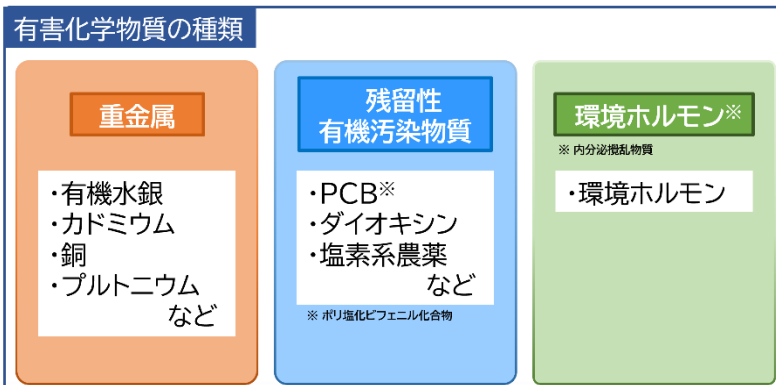 有害化学物質の種類
重金属
・有機水銀
・カドミウム
・銅
・プルトニウム
など
残留性
有機汚染物質
・PCB※
・ダイオキシン
・塩素系農薬
など
※ ポリ塩化ビフェニル化合物
環境ホルモン※
※ 内分泌撹乱物質
・環境ホルモン